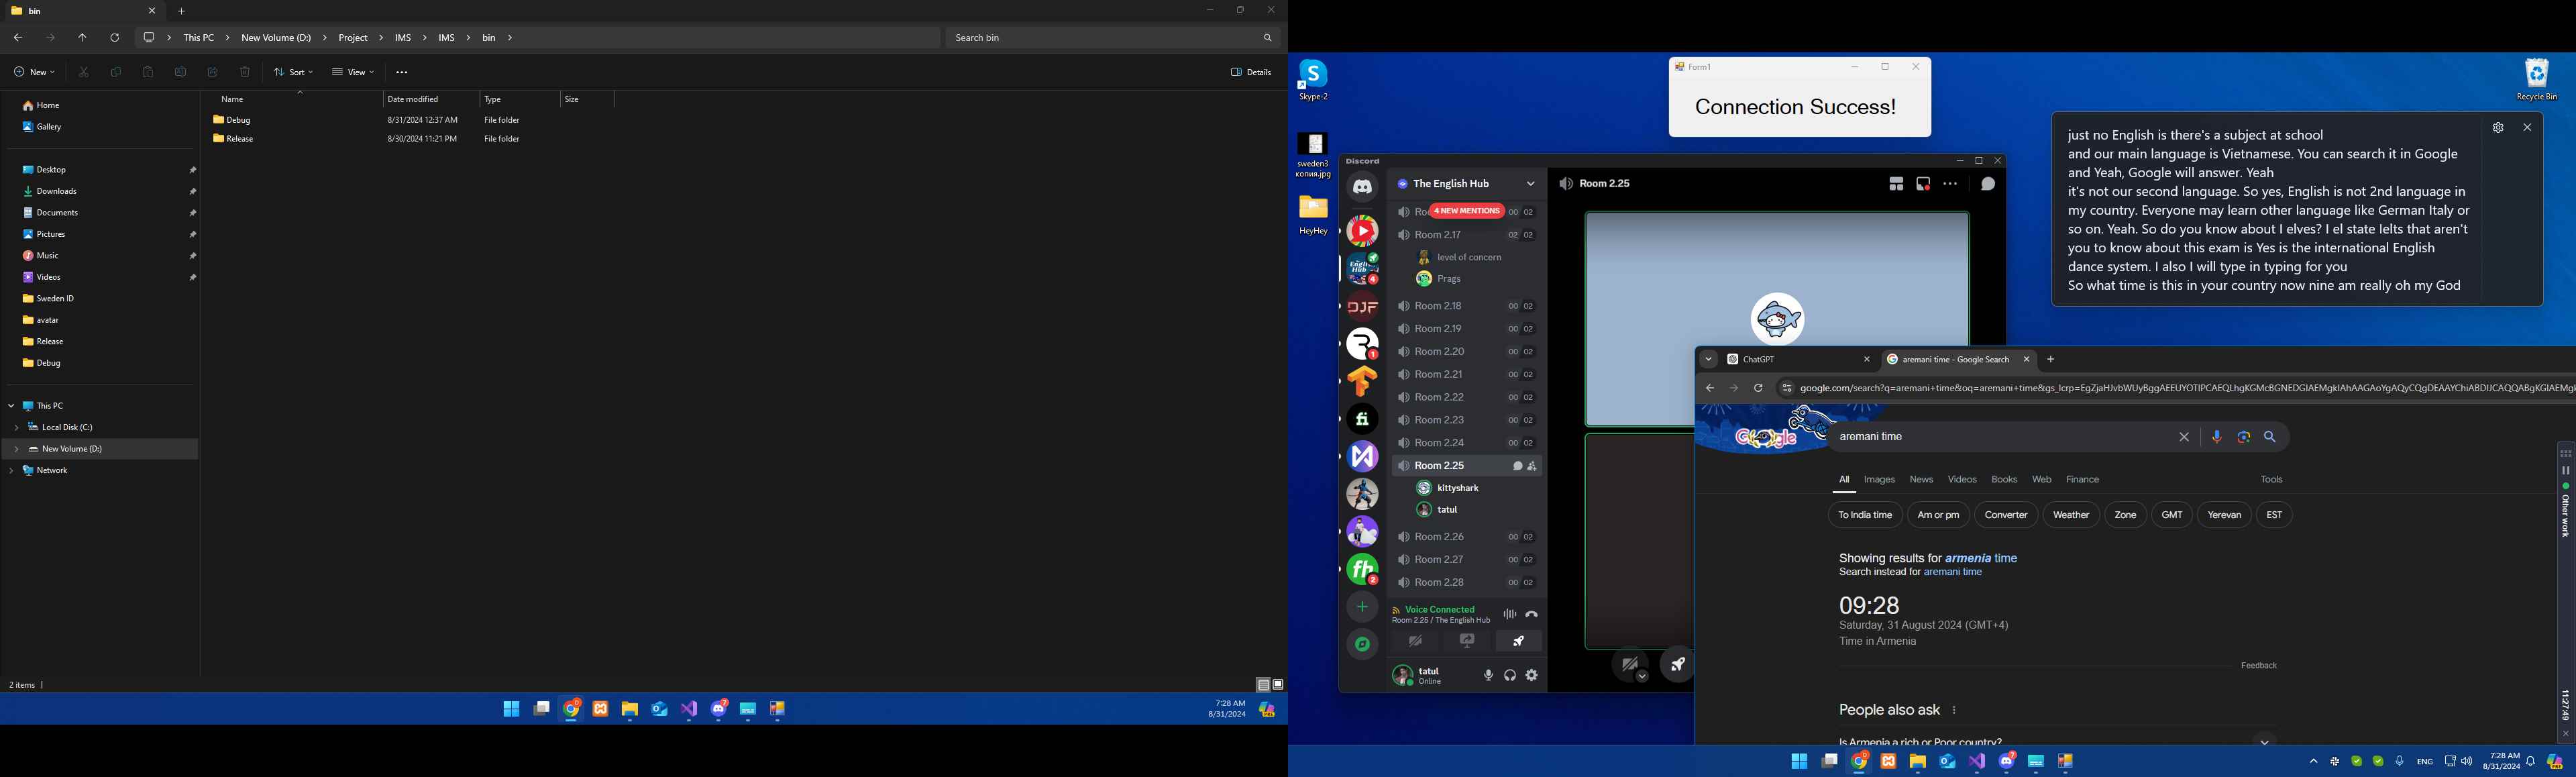 bin
This PC > New Volume (D:) > Project > IMS > IMS > bin >
Search bin
New
Sort
View
Details
Name
Date modified
Type
Size
Debug
8/31/2024 12:37 AM
File folder
Release
8/30/2024 11:21 PM
File folder
Home
Gallery
Desktop
Downloads
Documents
Pictures
Music
Videos
Sweden ID
avatar
Release
Debug
This PC
Local Disk (C:)
New Volume (D:)
Network
2 items
7:28 AM
8/31/2024
Skype-2
sweden3
копия.jpg
HeyHey
Recycle Bin
Form1
Connection Success!
just no English is there's a subject at school
and our main language is Vietnamese. You can search it in Google
and Yeah, Google will answer. Yeah
it's not our second language. So yes, English is not 2nd language in
my country. Everyone may learn other language like German Italy or
so on. Yeah. So do you know about I elves? I el state Ielts that aren't
you to know about this exam is Yes is the international English
dance system. I also I will type in typing for you
So what time is this in your country now nine am really oh my God
Discord
The English Hub
Room 2.25
4 NEW MENTIONS
00 02
Room 2.17
02 02
level of concern
Prags
Room 2.18
00 02
Room 2.19
00 02
Room 2.20
00 02
Room 2.21
00 02
Room 2.22
00 02
Room 2.23
00 02
Room 2.24
00 02
Room 2.25
kittyshark
tatul
Room 2.26
00 02
Room 2.27
00 02
Room 2.28
00 02
Voice Connected
Room 2.25 / The English Hub
tatul
Online
ChatGPT
aremani time - Google Search
Google
aremani time
All
Images
News
Videos
Books
Web
Finance
Tools
To India time
Am or pm
Converter
Weather
Zone
GMT
Yerevan
EST
Showing results for armenia time
Search instead for aremani time
09:28
Saturday, 31 August 2024 (GMT+4)
Time in Armenia
Feedback
People also ask
Is Armenia a rich or Poor country?
Other work
11:27:49
ENG
7:28 AM
8/31/2024